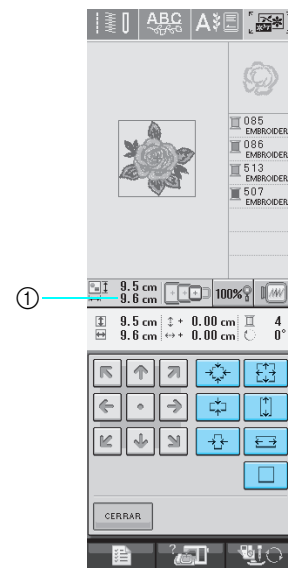 ABC A
085
EMBROIDER
086
EMBROIDER
513
EMBROIDER
507
EMBROIDER
9.5 cm
1 9.6 cm 100%
9.5 cm + 0.00 cm 4
9.6 cm + 0.00 cm 0°
CERRAR
?